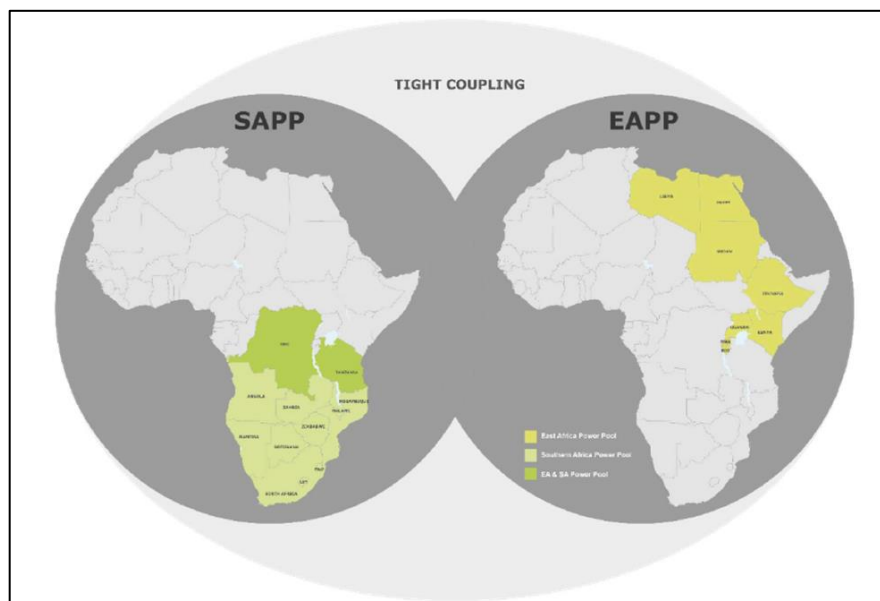 TIGHT COUPLING
SAPP
EAPP
DRC
TANZANIA
ANGOLA
ZAMBIA
MOZAMBIQUE
MALAWI
ZIMBABWE
NAMIBIA
BOTSWANA
SOUTH AFRICA
LIBYA
EGYPT
SUDAN
ETHIOPIA
UGANDA
KENYA
East Africa Power Pool
Southern Africa Power Pool
EA & SA Power Pool